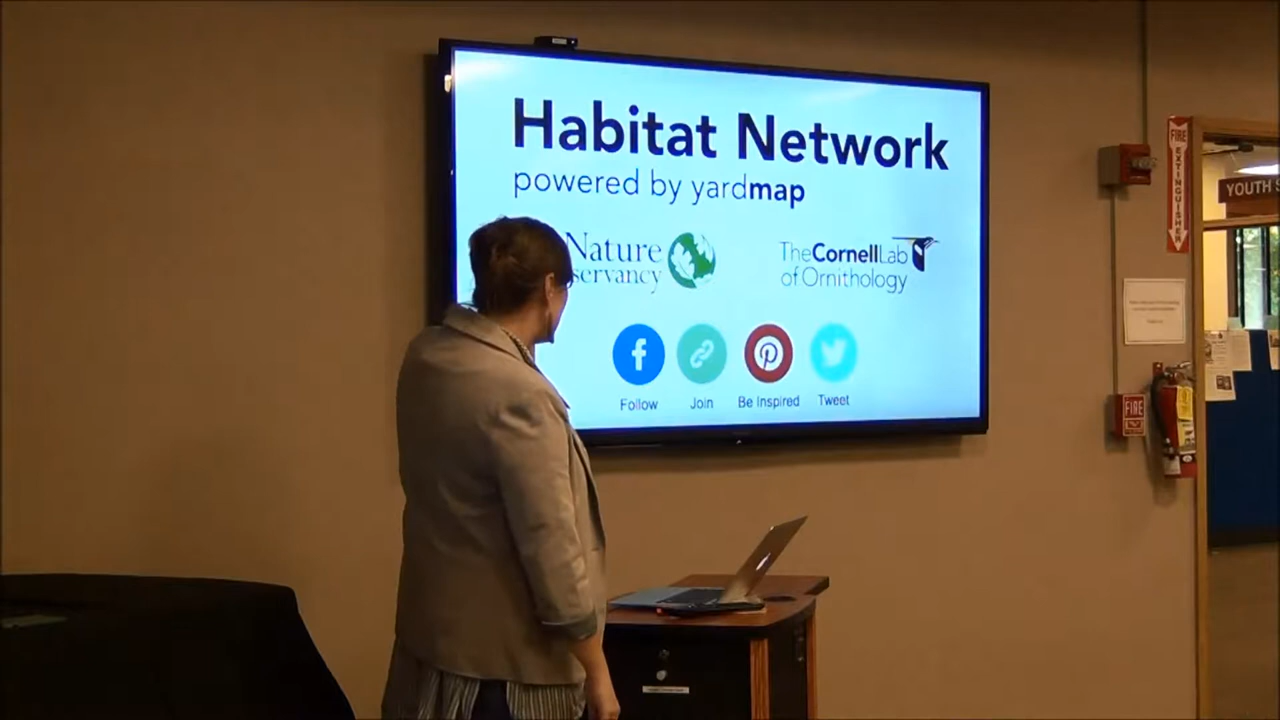 Habitat Network
powered by yardmap
Nature
servancy
TheCornellLab
of Ornithology
Follow
Join
Be Inspired
Tweet
FIRE
EXTINGUISHER
YOUTH S
FIRE